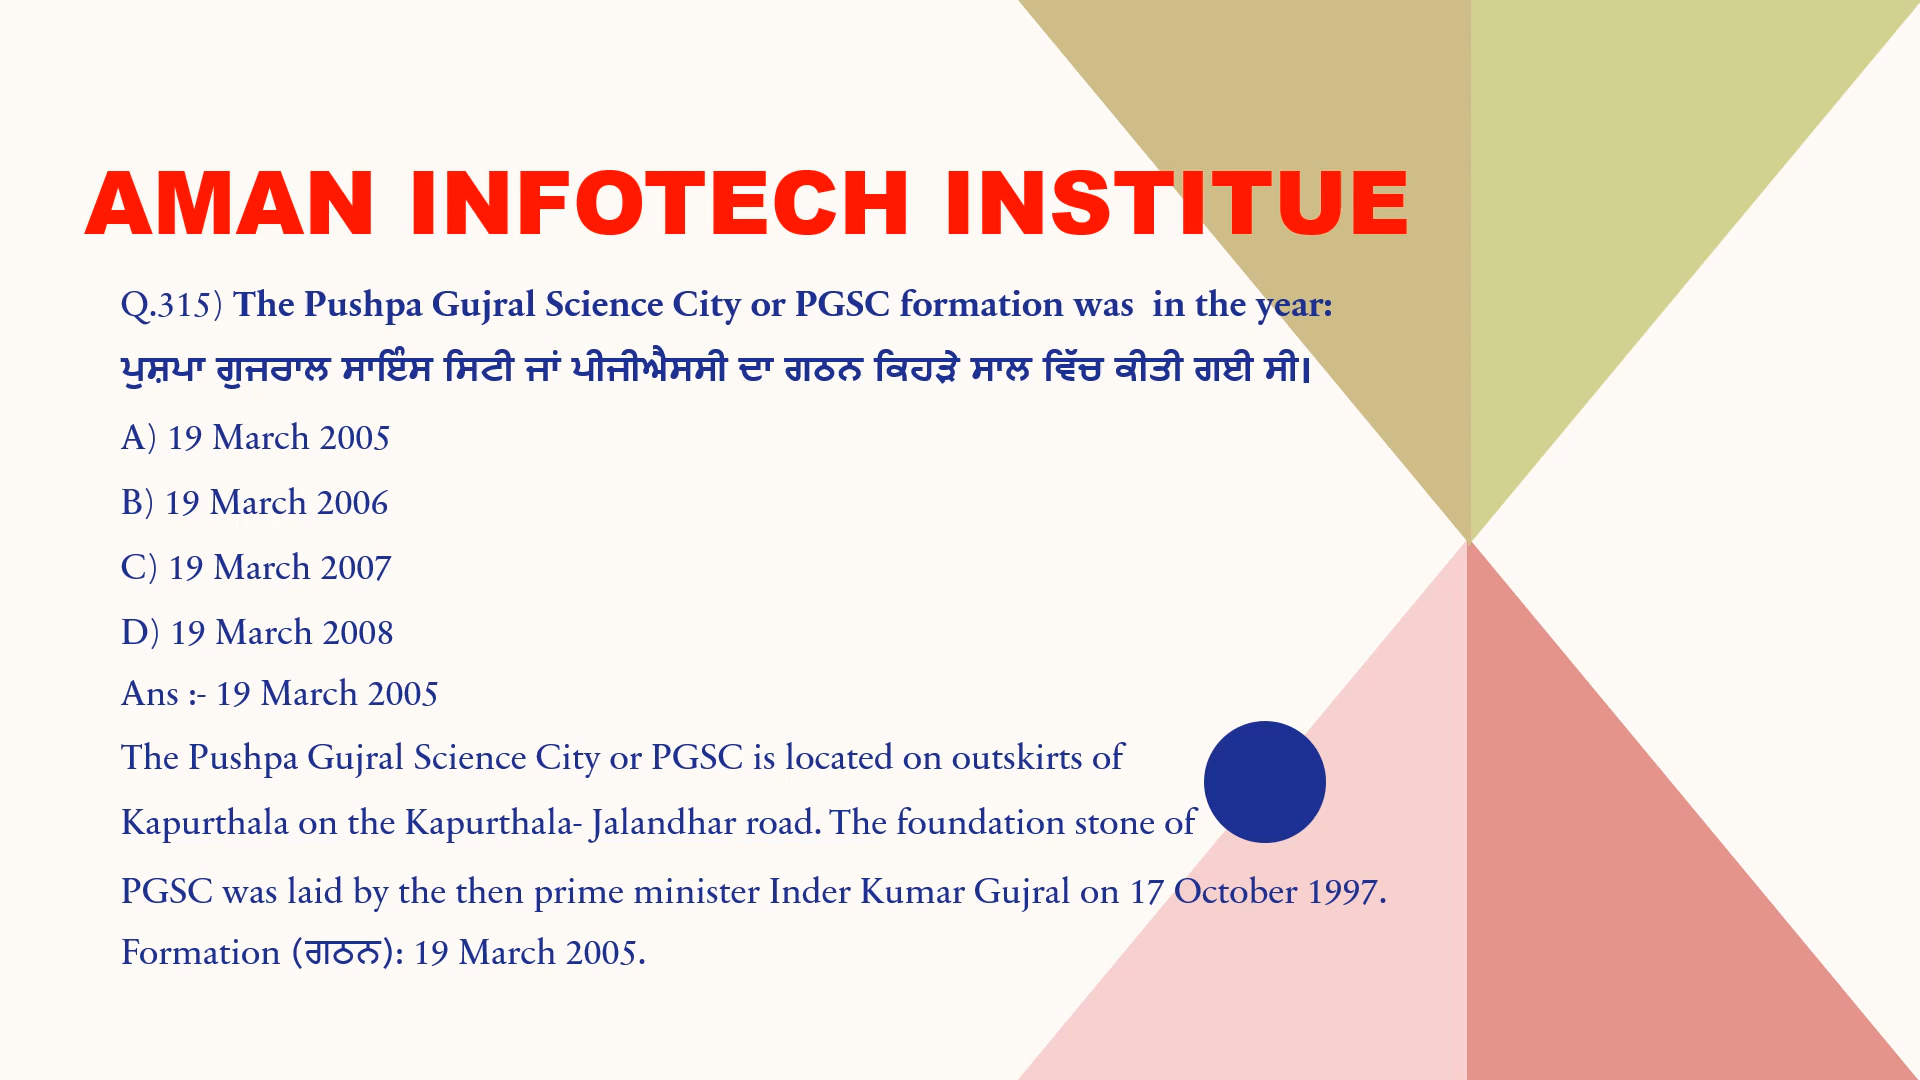 AMAN INFOTECH INSTITUE
Q.315) The Pushpa Gujral Science City or PGSC formation was  in the year:
ਪੁਸ਼ਪਾ ਗੁਜਰਾਲ ਸਾਇੰਸ ਸਿਟੀ ਜਾਂ ਪੀਜੀਐਸਸੀ ਦਾ ਗਠਨ ਕਿਹੜੇ ਸਾਲ ਵਿੱਚ ਕੀਤੀ ਗਈ ਸੀ।
A) 19 March 2005
B) 19 March 2006
C) 19 March 2007
D) 19 March 2008
Ans :- 19 March 2005
The Pushpa Gujral Science City or PGSC is located on outskirts of
Kapurthala on the Kapurthala- Jalandhar road. The foundation stone of
PGSC was laid by the then prime minister Inder Kumar Gujral on 17 October 1997.
Formation (ਗਠਨ): 19 March 2005.